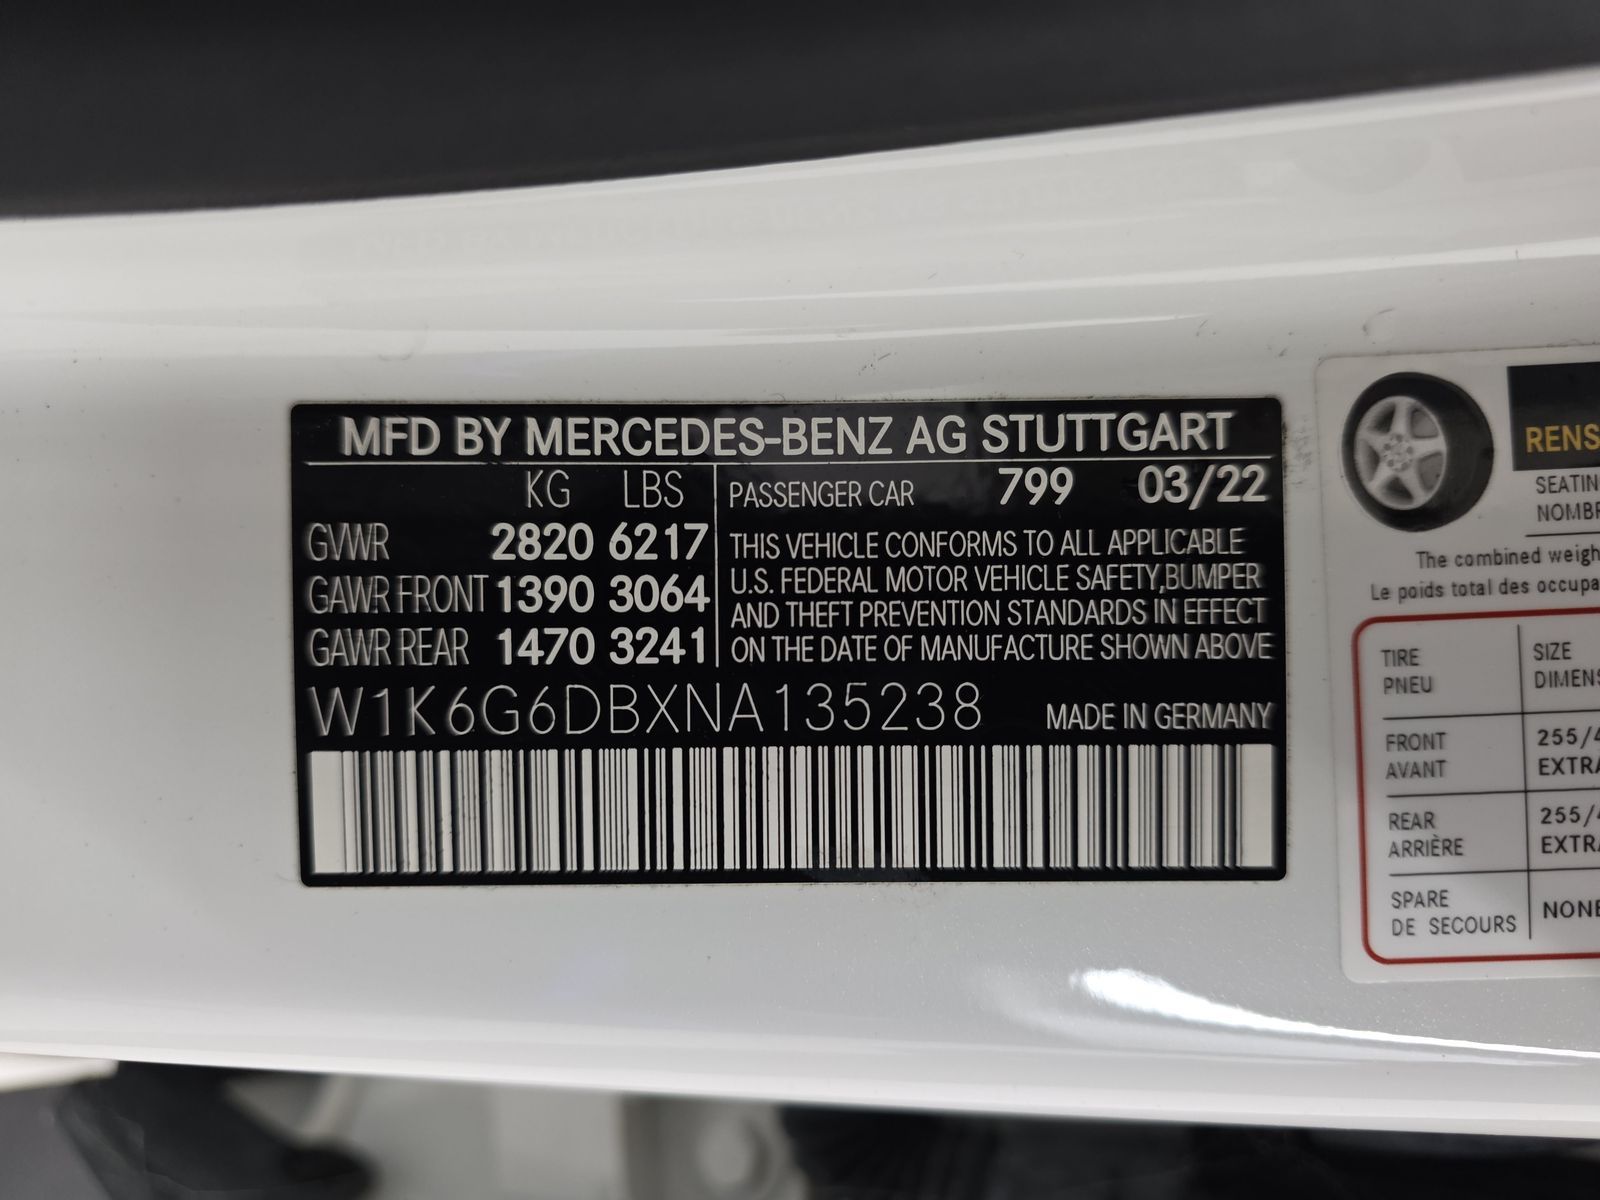 MFD BY MERCEDES-BENZ AG STUTTGART
KG LBS
GVWR 2820 6217
GAWR FRONT 1390 3064
GAWR REAR 1470 3241
PASSENGER CAR 799 03/22
THIS VEHICLE CONFORMS TO ALL APPLICABLE
U.S. FEDERAL MOTOR VEHICLE SAFETY,BUMPER
AND THEFT PREVENTION STANDARDS IN EFFECT
ON THE DATE OF MANUFACTURE SHOWN ABOVE
W1K6G6DBXNA135238 MADE IN GERMANY
RENS
SEATIN
NOMBR
The combined weigh
Le poids total des occupa
TIRE SIZE
PNEU DIMENS
FRONT 255/4
AVANT EXTRA
REAR 255/4
ARRIÈRE EXTRA
SPARE NONE
DE SECOURS